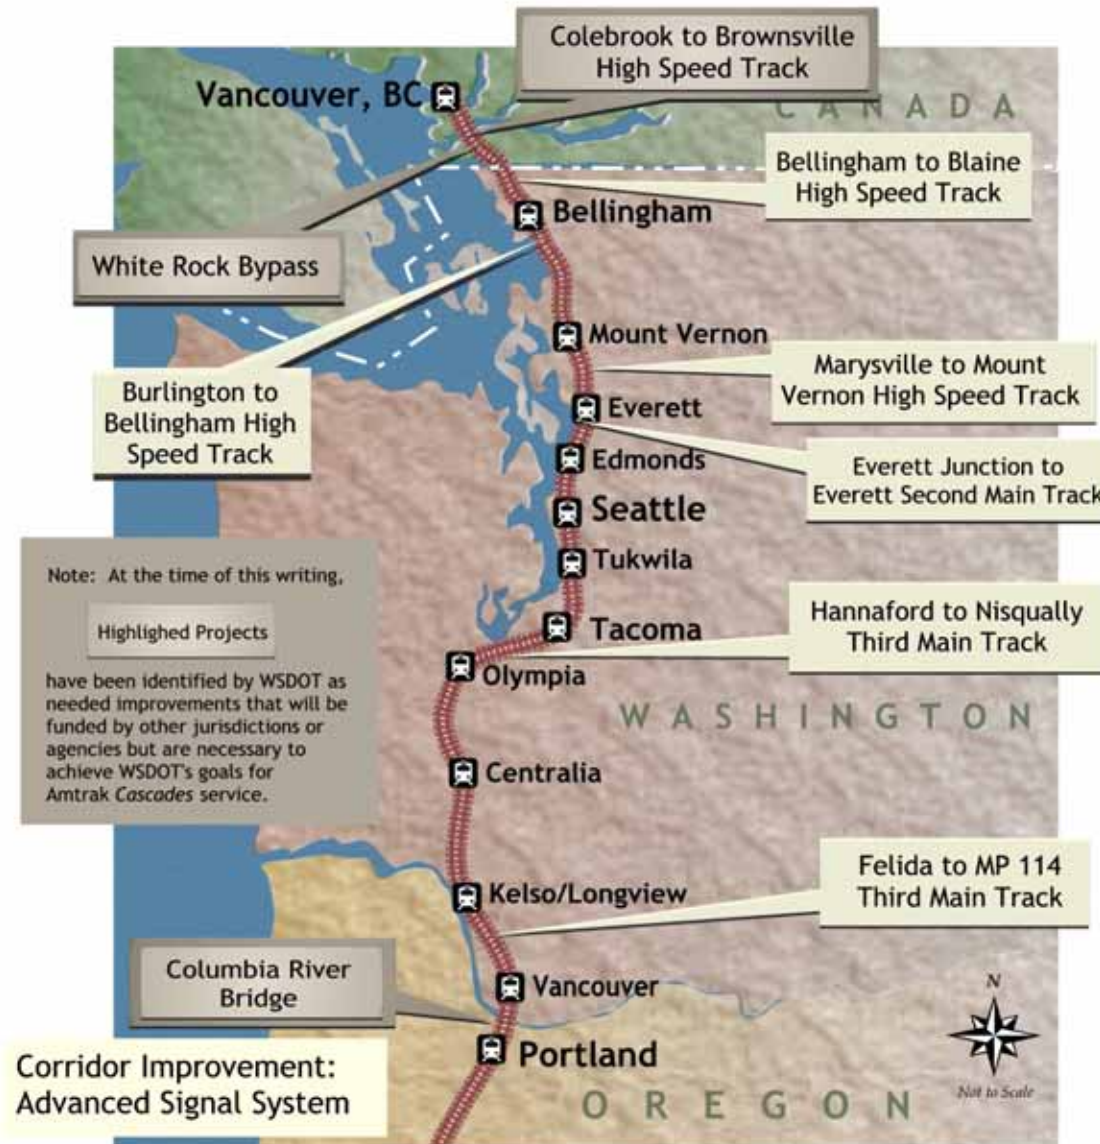 Colebrook to Brownsville
High Speed Track
Vancouver, BC
CANADA
Bellingham to Blaine
High Speed Track
Bellingham
White Rock Bypass
Mount Vernon
Burlington to
Bellingham High
Speed Track
Marysville to Mount
Vernon High Speed Track
Everett
Edmonds
Everett Junction to
Everett Second Main Track
Seattle
Note: At the time of this writing,
Highlighed Projects
have been identified by WSDOT as
needed improvements that will be
funded by other jurisdictions or
agencies but are necessary to
achieve WSDOT's goals for
Amtrak Cascades service.
Tukwila
Hannaford to Nisqually
Third Main Track
Tacoma
Olympia
WASHINGTON
Centralia
Felida to MP 114
Third Main Track
Kelso/Longview
Columbia River
Bridge
Vancouver
N
Portland
Corridor Improvement:
Advanced Signal System
OREGON
Not to Scale